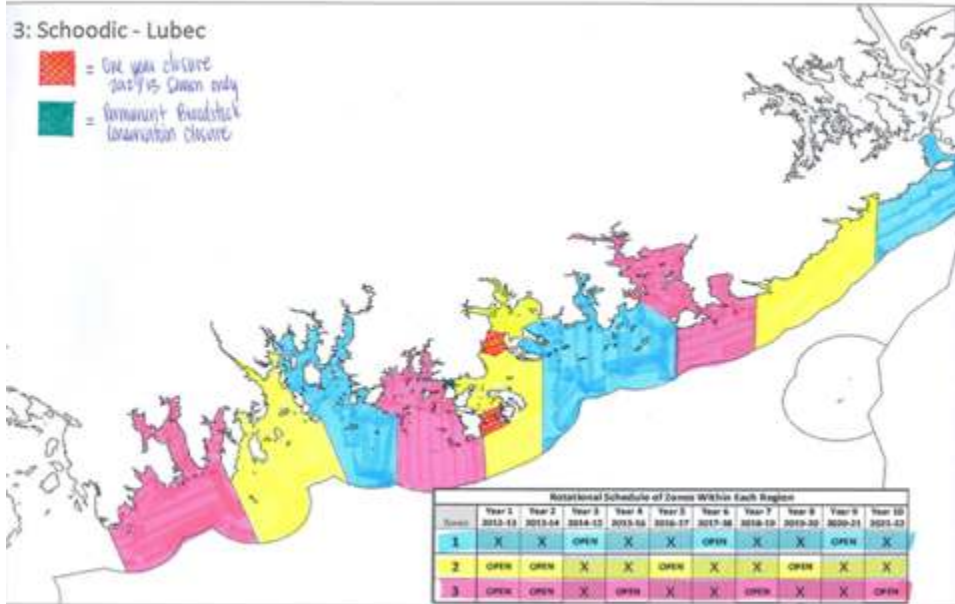 3: Schoodic - Lubec
= One year closure
season only
= Permanent Broodstock
Conservation closure
Rotational Schedule of Zones Within Each Region
Zones Year 1 Year 2 Year 3 Year 4 Year 5 Year 6 Year 7 Year 8 Year 9 Year 10
2012-13 2013-14 2014-15 2015-16 2016-17 2017-18 2018-19 2019-20 2020-21 2021-22
1 X X OPEN X X OPEN X X OPEN X
2 OPEN OPEN X X OPEN X X OPEN X X
3 OPEN OPEN X OPEN X X OPEN X X OPEN